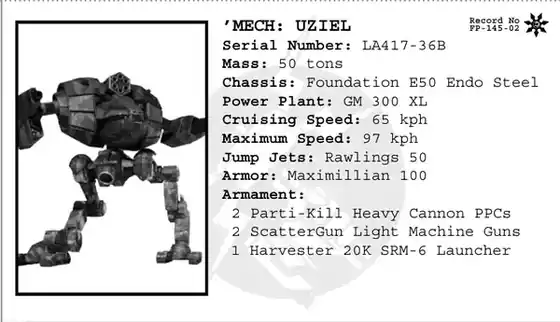 'MECH: UZIEL
Record No
FP-145-02
Serial Number: LA417-36B
Mass: 50 tons
Chassis: Foundation E50 Endo Steel
Power Plant: GM 300 XL
Cruising Speed: 65 kph
Maximum Speed: 97 kph
Jump Jets: Rawlings 50
Armor: Maximillian 100
Armament:
2 Parti-Kill Heavy Cannon PPCs
2 ScatterGun Light Machine Guns
1 Harvester 20K SRM-6 Launcher